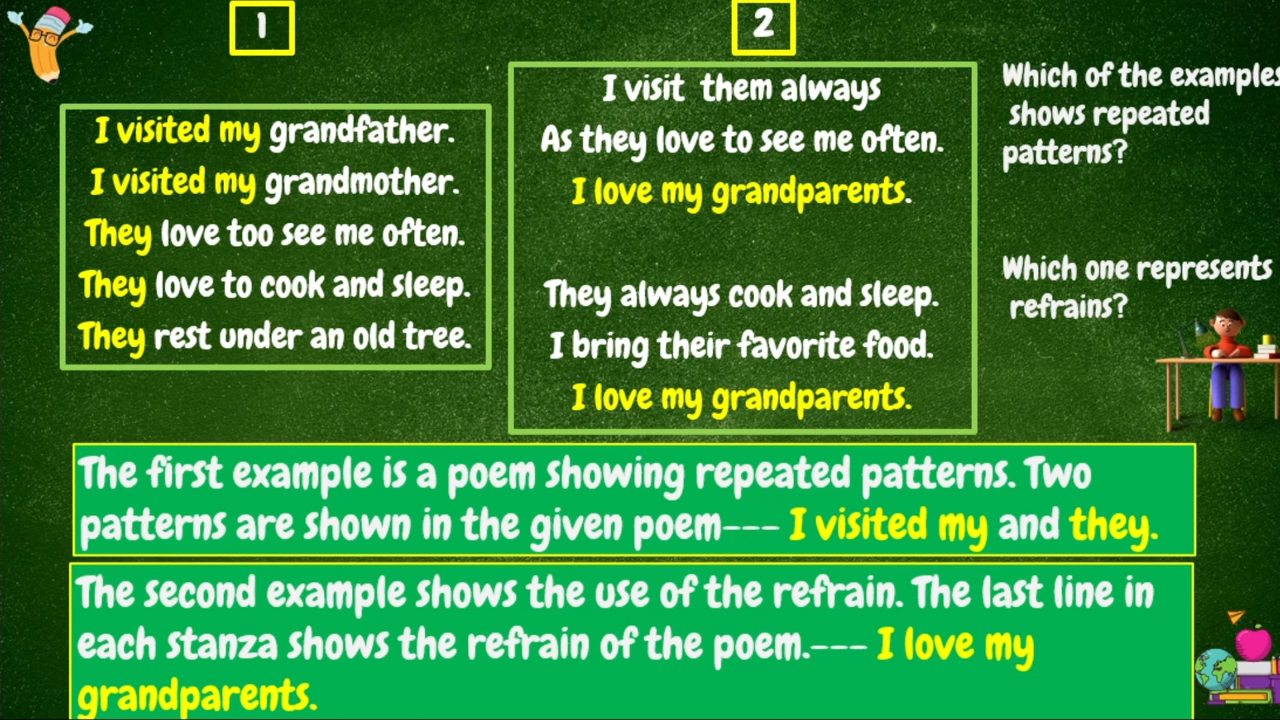 1
I visited my grandfather.
I visited my grandmother.
They love too see me often.
They love to cook and sleep.
They rest under an old tree.
2
I visit them always
As they love to see me often.
I love my grandparents.
They always cook and sleep.
I bring their favorite food.
I love my grandparents.
Which of the examples
shows repeated
patterns?
Which one represents
refrains?
The first example is a poem showing repeated patterns. Two
patterns are shown in the given poem--- I visited my and they.
The second example shows the use of the refrain. The last line in
each stanza shows the refrain of the poem.--- I love my
grandparents.